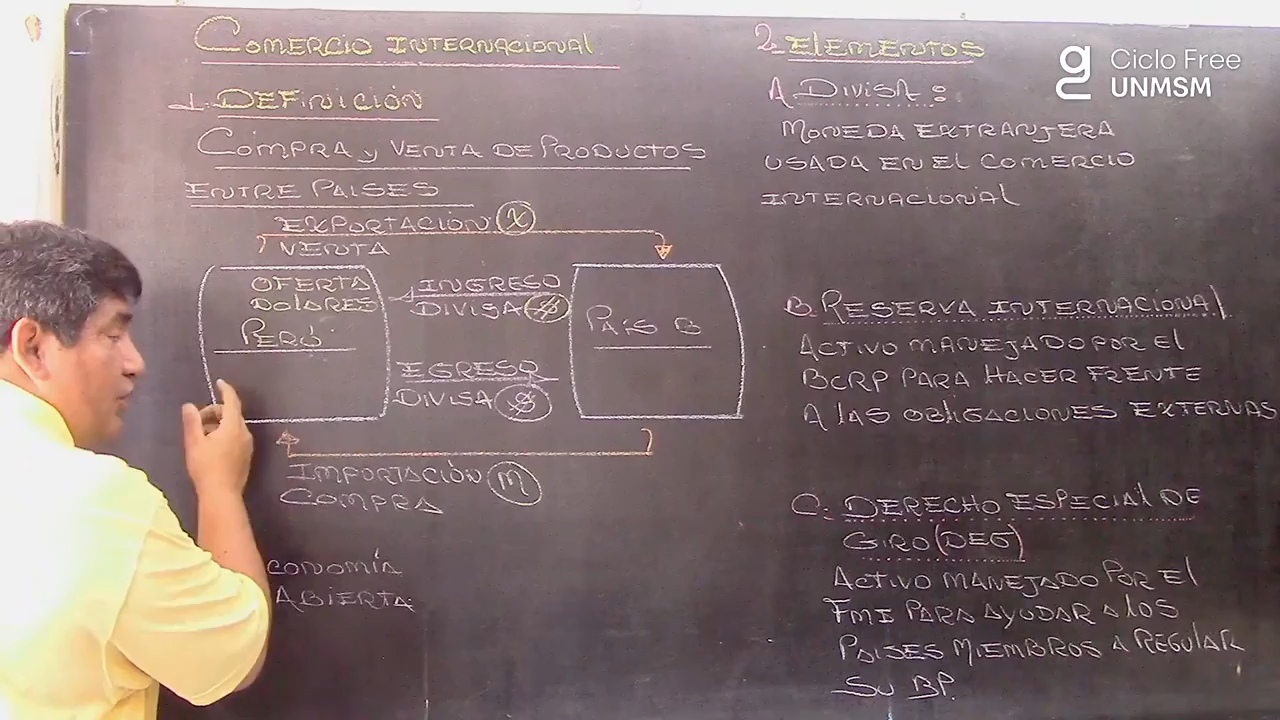 COMERCIO INTERNACIONAL
1. DEFINICIÓN
COMPRA y VENTA DE PRODUCTOS
ENTRE PAISES
EXPORTACIÓN (X)
VENTA
OFERTA
DOLARES
PERÚ
INGRESO
DIVISA $
EGRESO
DIVISA $
PAÍS B
IMPORTACIÓN (M)
COMPRA
CONOMÍA
ABIERTA
2. ELEMENTOS
A. DIVISA:
MONEDA EXTRANJERA
USADA EN EL COMERCIO
INTERNACIONAL
B. RESERVA INTERNACIONAL
ACTIVO MANEJADO POR El
BCRP PARA HACER FRENTE
A lAS OBLIGACIONES EXTERNAS
C. DERECHO ESPECIAL DE
GIRO (DEG)
ACTIVO MANEJADO POR El
FMI PARA AYUDAR A lOS
PAISES MIEMBROS A REGULAR
SU BP.
g Ciclo Free
UNMSM